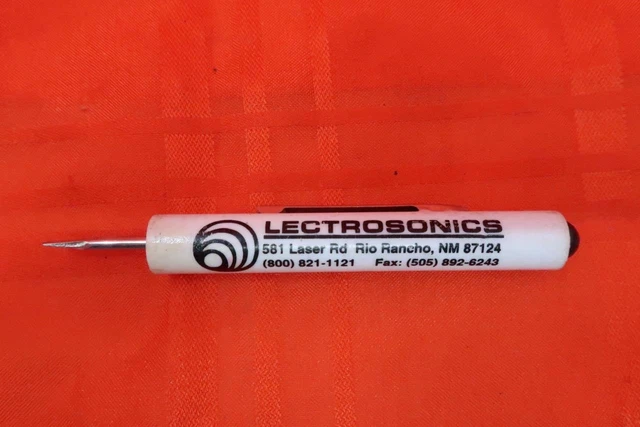 LECTROSONICS
581 Laser Rd Rio Rancho, NM 87124
(800) 821-1121 Fax: (505) 892-6243